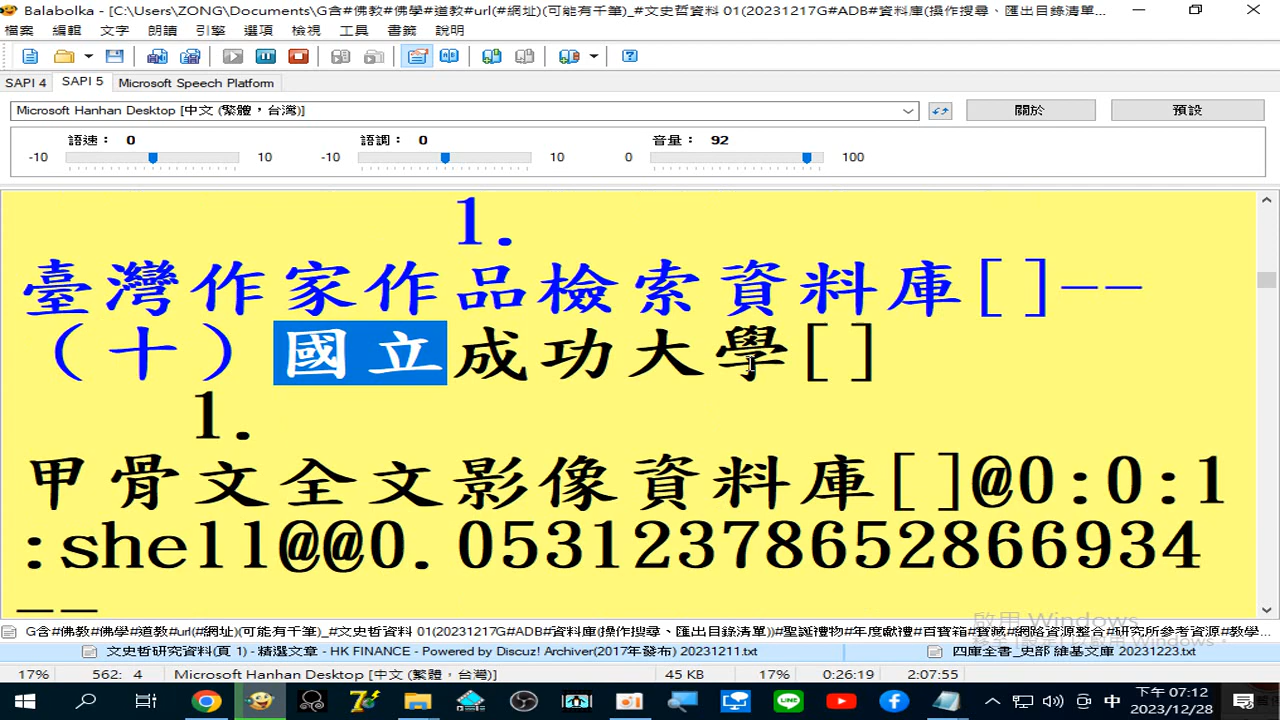 Balabolka - [C:\Users\ZONG\Documents\G含#佛教#佛學#道教#url(#網址)(可能有千筆)_#文史哲資料 01(20231217G#ADB#資料庫(操作搜尋、匯出目錄清單...
檔案 編輯 文字 朗讀 引擎 選項 檢視 工具 書籤 說明
SAPI 4 SAPI 5 Microsoft Speech Platform
Microsoft Hanhan Desktop [中文 (繁體，台灣)] 關於 預設
語速： 0 語調： 0 音量： 92
-10 10 -10 10 0 100
1.
臺灣作家作品檢索資料庫[]--
（十）國立成功大學[]
1.
甲骨文全文影像資料庫[]@0:0:1
:shell@@0.05312378652866934
--
啟用 Windows
G含#佛教#佛學#道教#url(#網址)(可能有千筆)_#文史哲資料 01(20231217G#ADB#資料庫(操作搜尋、匯出目錄清單))#聖誕禮物#年度獻禮#百寶箱#寶城#網路資源整合#研究所參考資源#教學...
文史哲研究資料(頁 1) - 精選文章 - HK FINANCE - Powered by Discuz! Archiver(2017年發布) 20231211.txt 四庫全書_史部 維基文庫 20231223.txt
17% 562: 4 Microsoft Hanhan Desktop [中文 (繁體，台灣)] 45 KB 17% 0:26:19 2:07:55
中 下午 07:12
2023/12/28